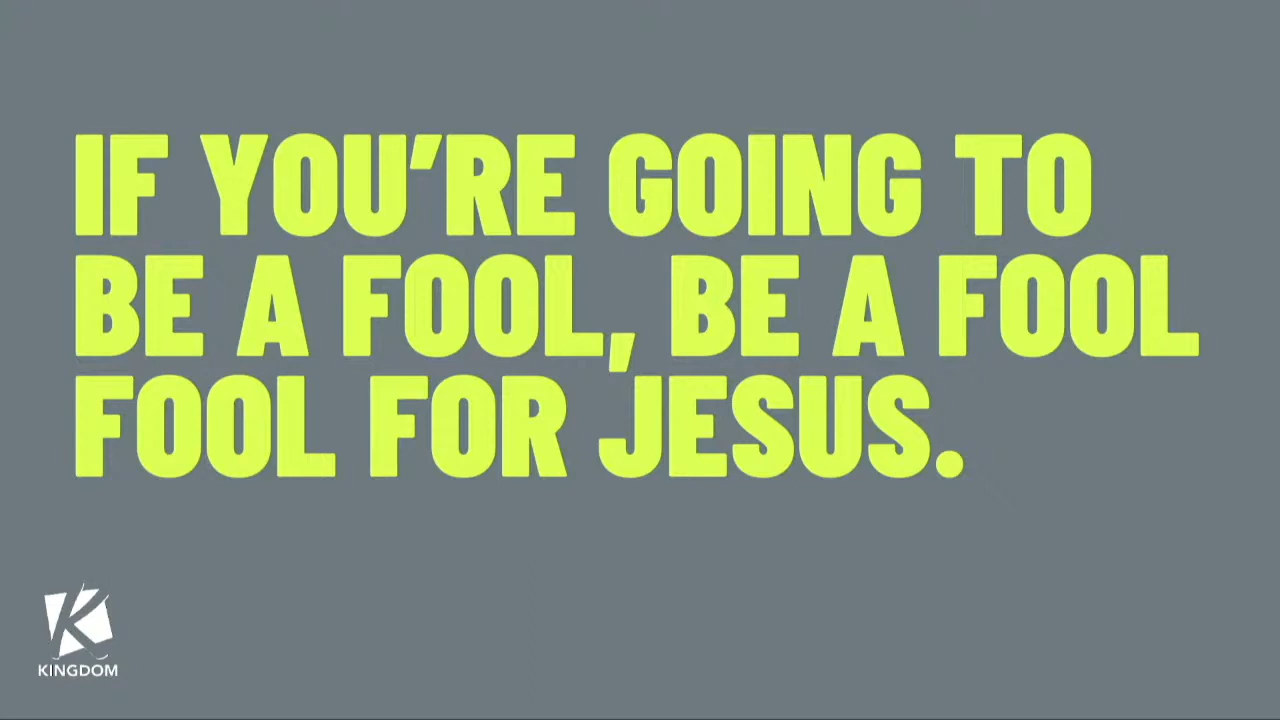 IF YOU’RE GOING TO
BE A FOOL, BE A FOOL
FOOL FOR JESUS.
K
KINGDOM